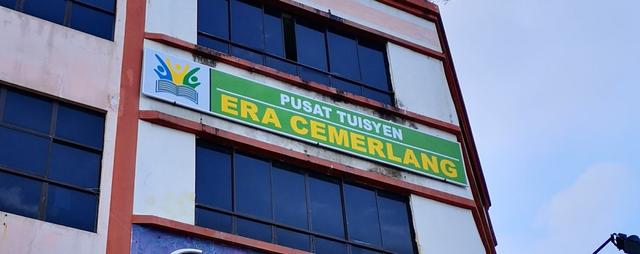 PUSAT TUISYEN
ERA CEMERLANG